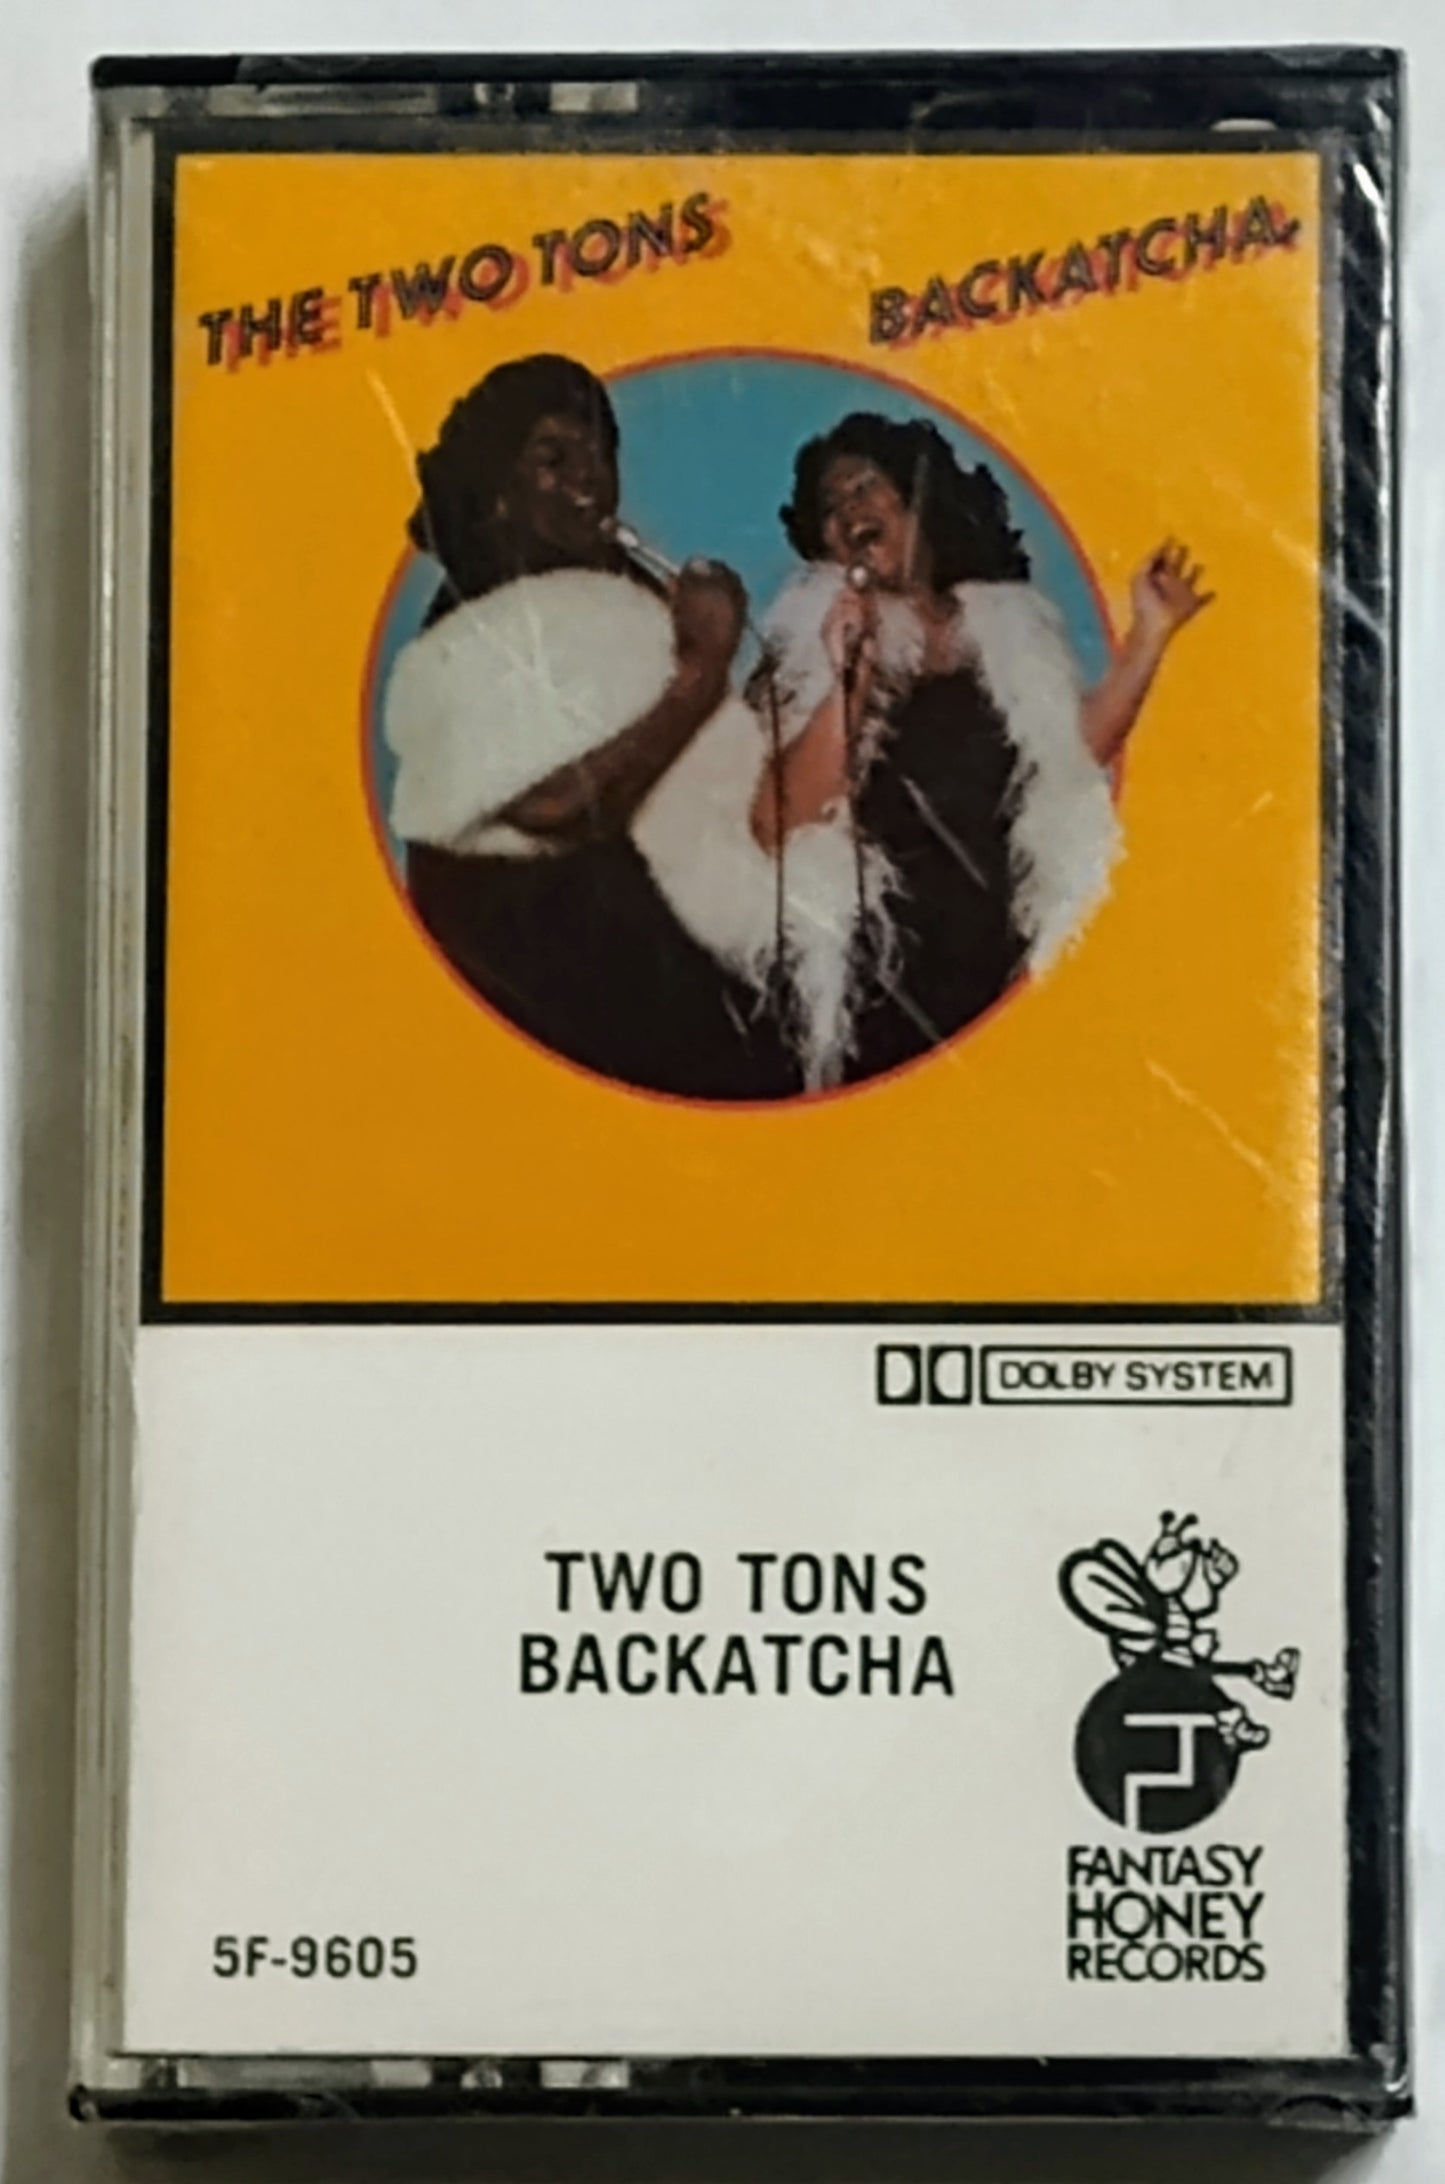 THE TWO TONS
BACKATCHA
DOLBY SYSTEM
TWO TONS
BACKATCHA
FANTASY
HONEY
RECORDS
5F-9605